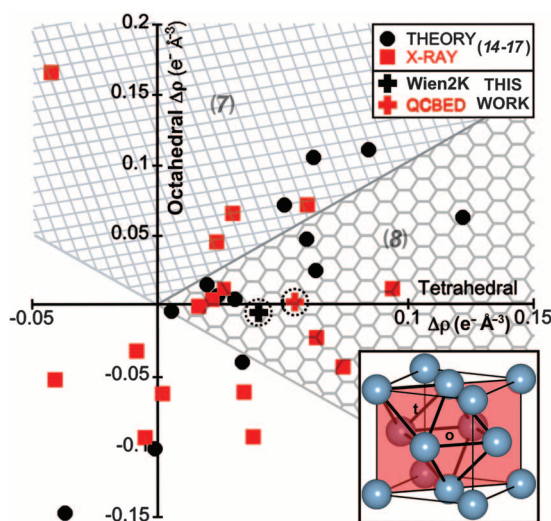 0.2
THEORY (14-17)
X-RAY
Wien2K THIS
QCBED WORK
Octahedral Δρ (e⁻ Å⁻³)
0.15
(7)
0.1
0.05
(8)
Tetrahedral
-0.05
0.1
0.15
Δρ (e⁻ Å⁻³)
-0.05
-0.1
-0.15
t
o